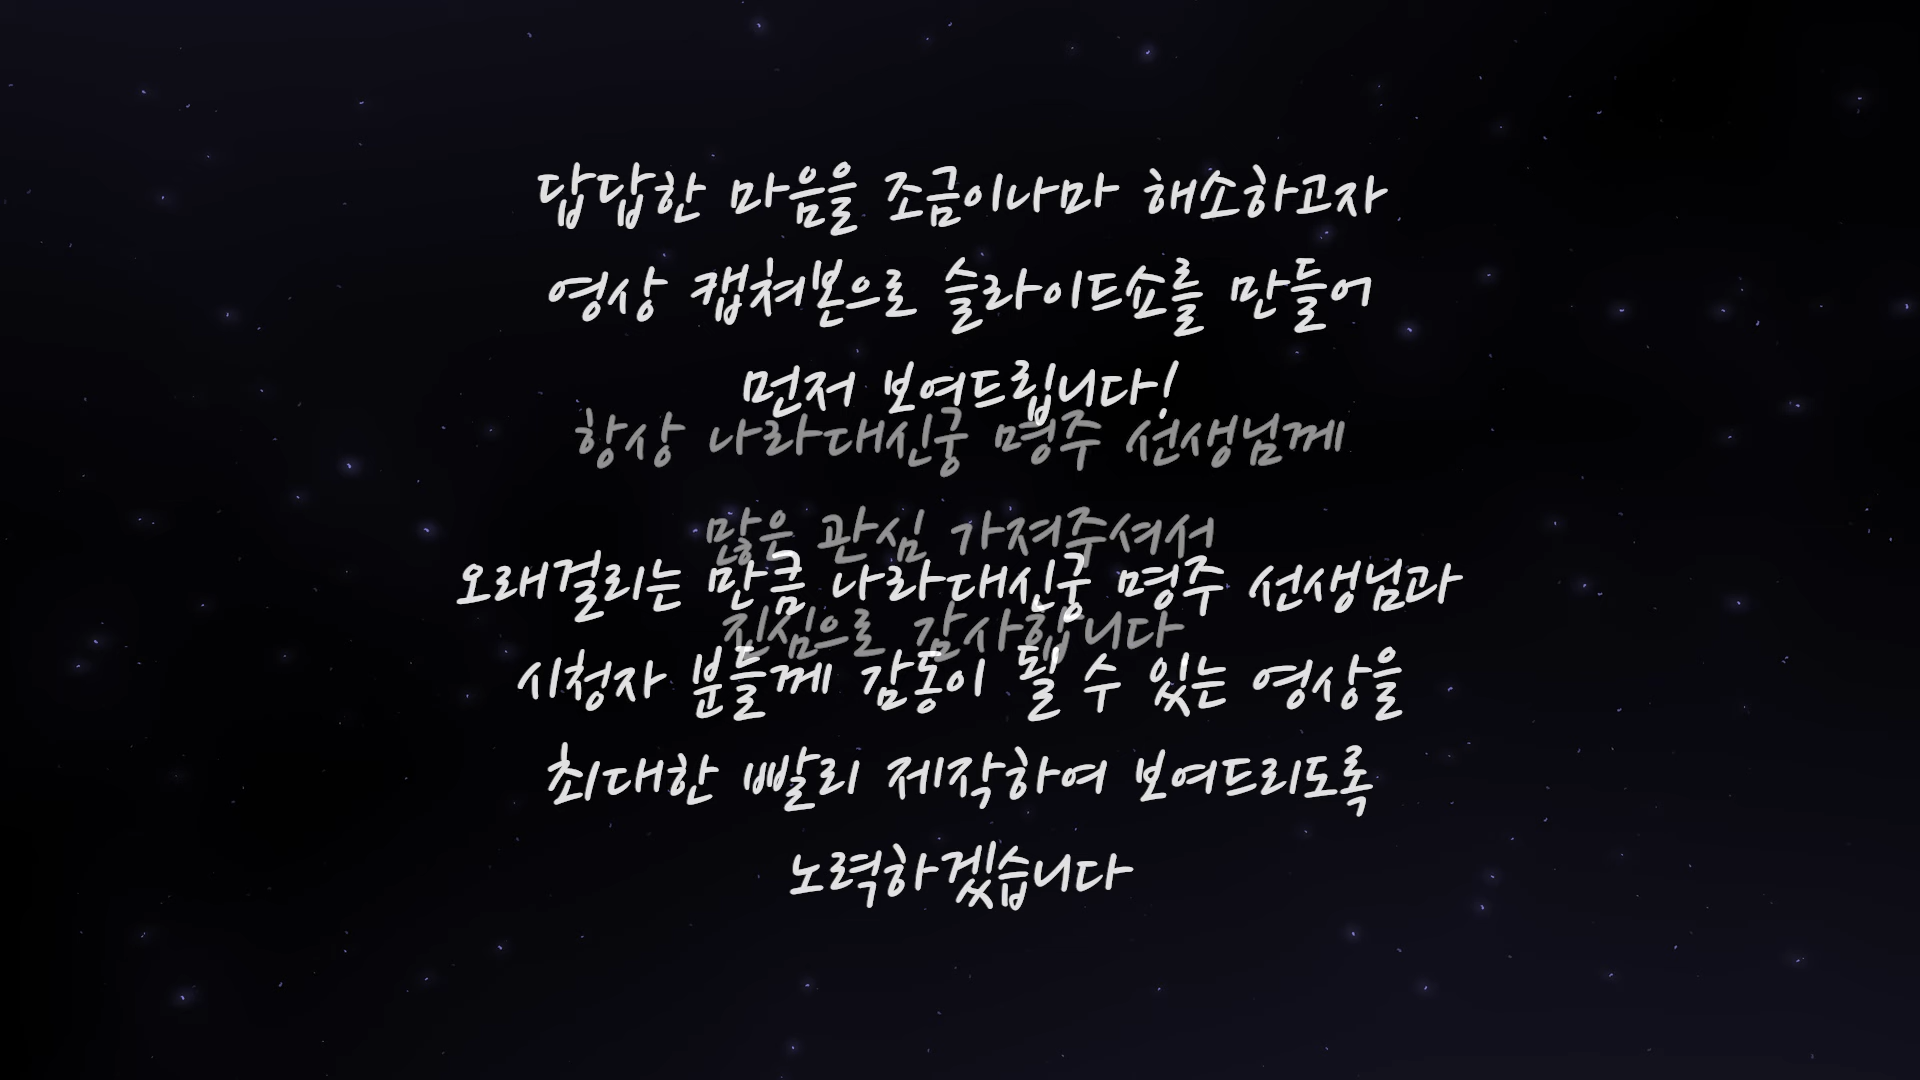 답답한 마음을 조금이나마 해소하고자
영상 캡쳐본으로 슬라이드쇼를 만들어
먼저 보여드립니다!
항상 나라대신궁 명주 선생님께
많은 관심 가져주셔서
오래걸리는 만큼 나라대신궁 명주 선생님과
진심으로 감사합니다
시청자 분들께 감동이 될 수 있는 영상을
최대한 빨리 제작하여 보여드리도록
노력하겠습니다